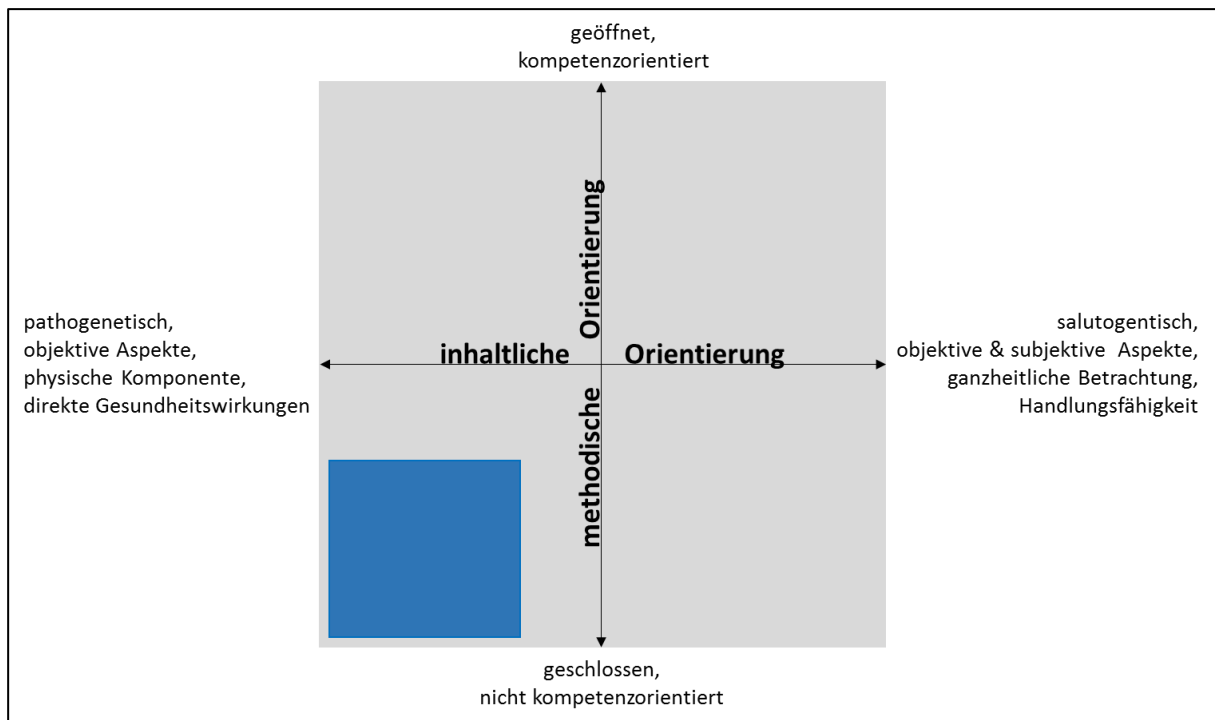 geöffnet,
kompetenzorientiert
methodische Orientierung
pathogenetisch,
objektive Aspekte,
physische Komponente,
direkte Gesundheitswirkungen
inhaltliche Orientierung
salutogentisch,
objektive & subjektive Aspekte,
ganzheitliche Betrachtung,
Handlungsfähigkeit
geschlossen,
nicht kompetenzorientiert